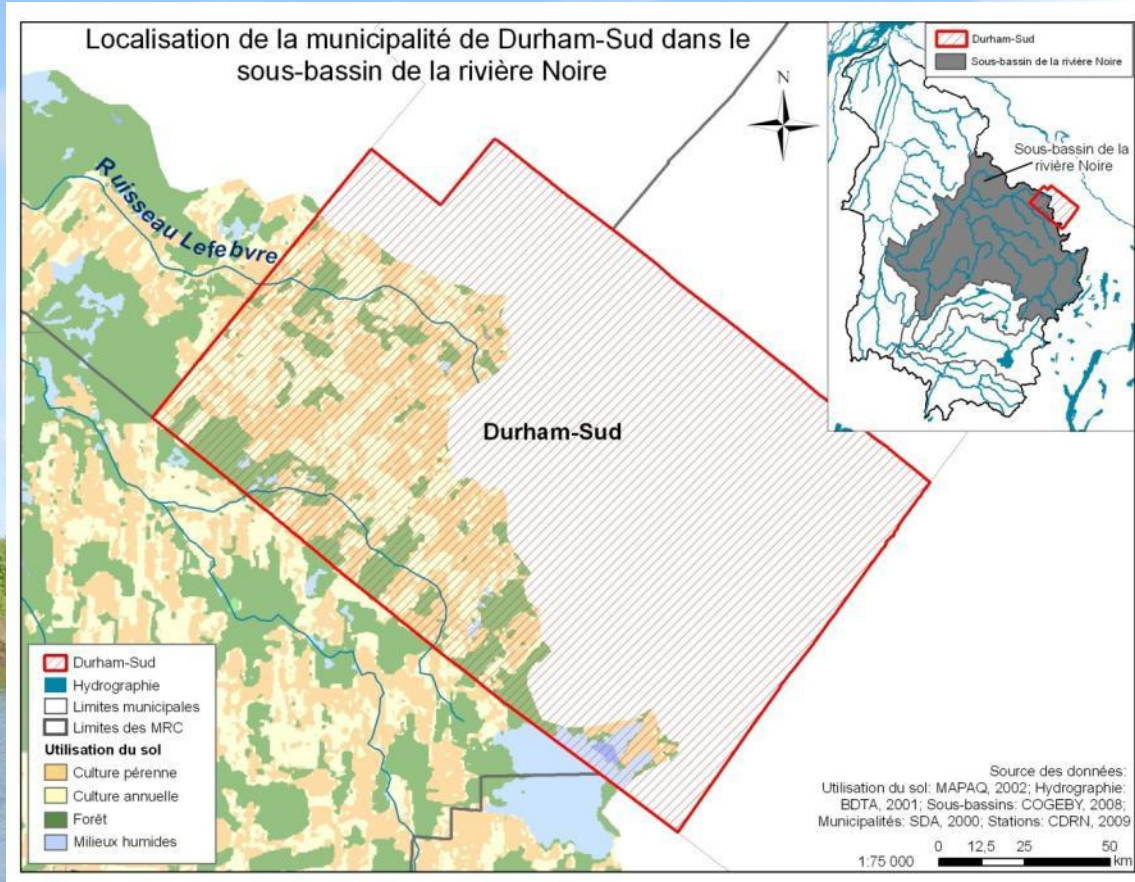 Localisation de la municipalité de Durham-Sud dans le
sous-bassin de la rivière Noire
N
Durham-Sud
Sous-bassin de la rivière Noire
Sous-bassin de la
rivière Noire
Ruisseau Lefebvre
Durham-Sud
Durham-Sud
Hydrographie
Limites municipales
Limites des MRC
Utilisation du sol
Culture pérenne
Culture annuelle
Forêt
Milieux humides
Source des données:
Utilisation du sol: MAPAQ, 2002; Hydrographie:
BDTA, 2001; Sous-bassins: COGEBY, 2008;
Municipalités: SDA, 2000; Stations: CDRN, 2009
1:75 000
0 12,5 25 50
km